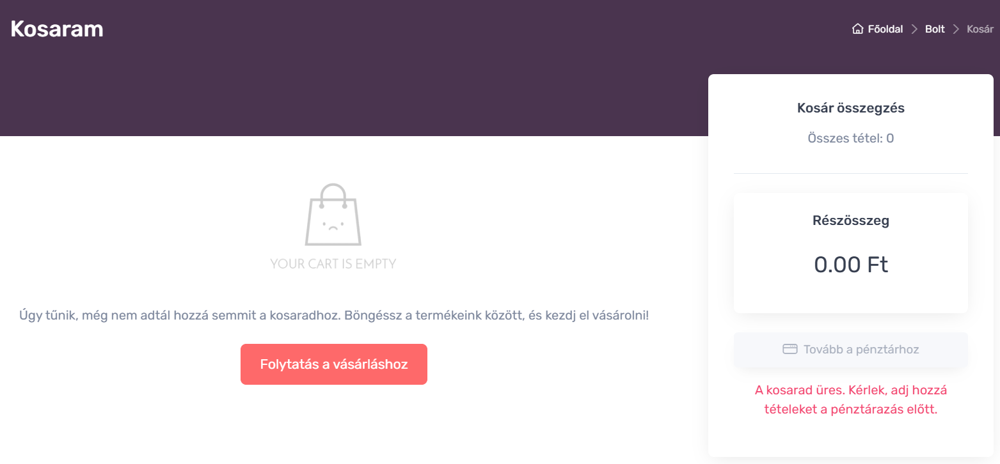 Kosaram
Főoldal
Bolt
Kosár
Kosár összegzés
Összes tétel: 0
YOUR CART IS EMPTY
Úgy tűnik, még nem adtál hozzá semmit a kosaradhoz. Böngéssz a termékeink között, és kezdj el vásárolni!
Folytatás a vásárláshoz
Részösszeg
0.00 Ft
Tovább a pénztárhoz
A kosarad üres. Kérlek, adj hozzá
tételeket a pénztárazás előtt.